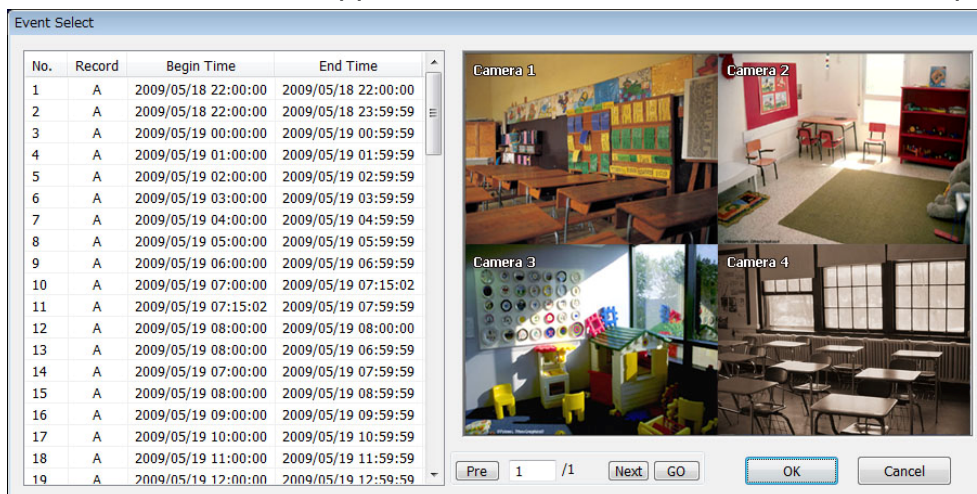 Event Select
No. Record Begin Time End Time
1 A 2009/05/18 22:00:00 2009/05/18 22:00:00
2 A 2009/05/18 22:00:00 2009/05/18 23:59:59
3 A 2009/05/19 00:00:00 2009/05/19 00:59:59
4 A 2009/05/19 01:00:00 2009/05/19 01:59:59
5 A 2009/05/19 02:00:00 2009/05/19 02:59:59
6 A 2009/05/19 03:00:00 2009/05/19 03:59:59
7 A 2009/05/19 04:00:00 2009/05/19 04:59:59
8 A 2009/05/19 05:00:00 2009/05/19 05:59:59
9 A 2009/05/19 06:00:00 2009/05/19 06:59:59
10 A 2009/05/19 07:00:00 2009/05/19 07:15:02
11 A 2009/05/19 07:15:02 2009/05/19 07:59:59
12 A 2009/05/19 08:00:00 2009/05/19 08:00:00
13 A 2009/05/19 08:00:00 2009/05/19 06:59:59
14 A 2009/05/19 07:00:00 2009/05/19 07:59:59
15 A 2009/05/19 08:00:00 2009/05/19 08:59:59
16 A 2009/05/19 09:00:00 2009/05/19 09:59:59
17 A 2009/05/19 10:00:00 2009/05/19 10:59:59
18 A 2009/05/19 11:00:00 2009/05/19 11:59:59
19 A 2009/05/19 12:00:00 2009/05/19 12:59:59
Camera 1
Camera 2
Camera 3
Camera 4
Pre 1 /1 Next GO OK Cancel